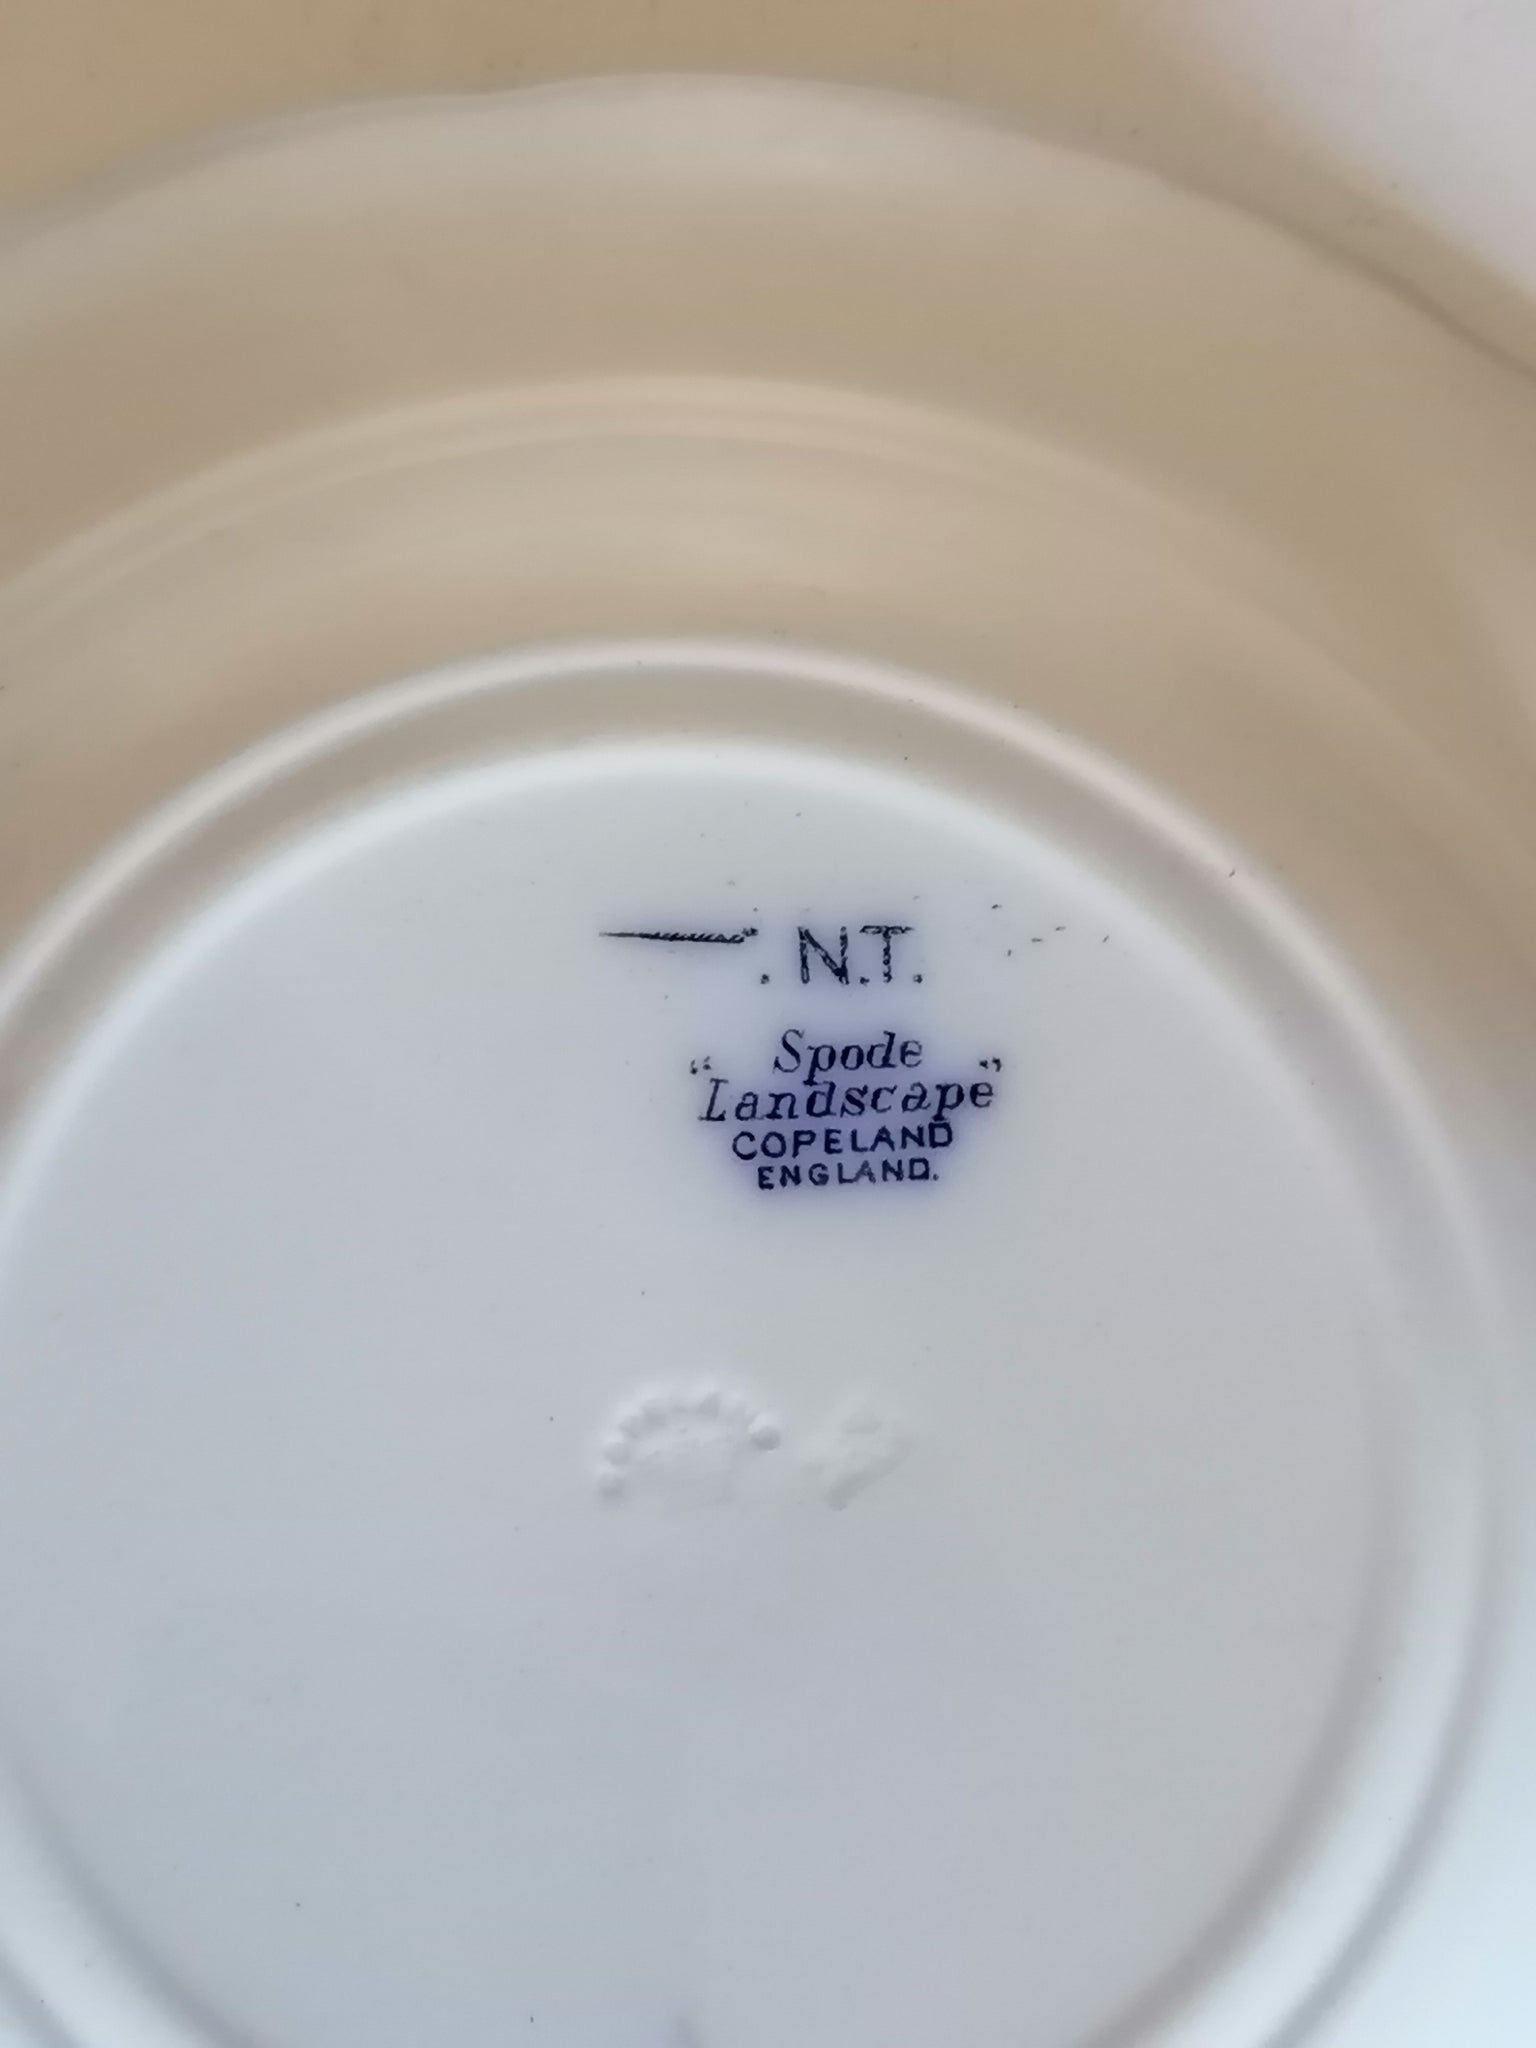 . N.T.
" Spode
Landscape"
COPELAND
ENGLAND.